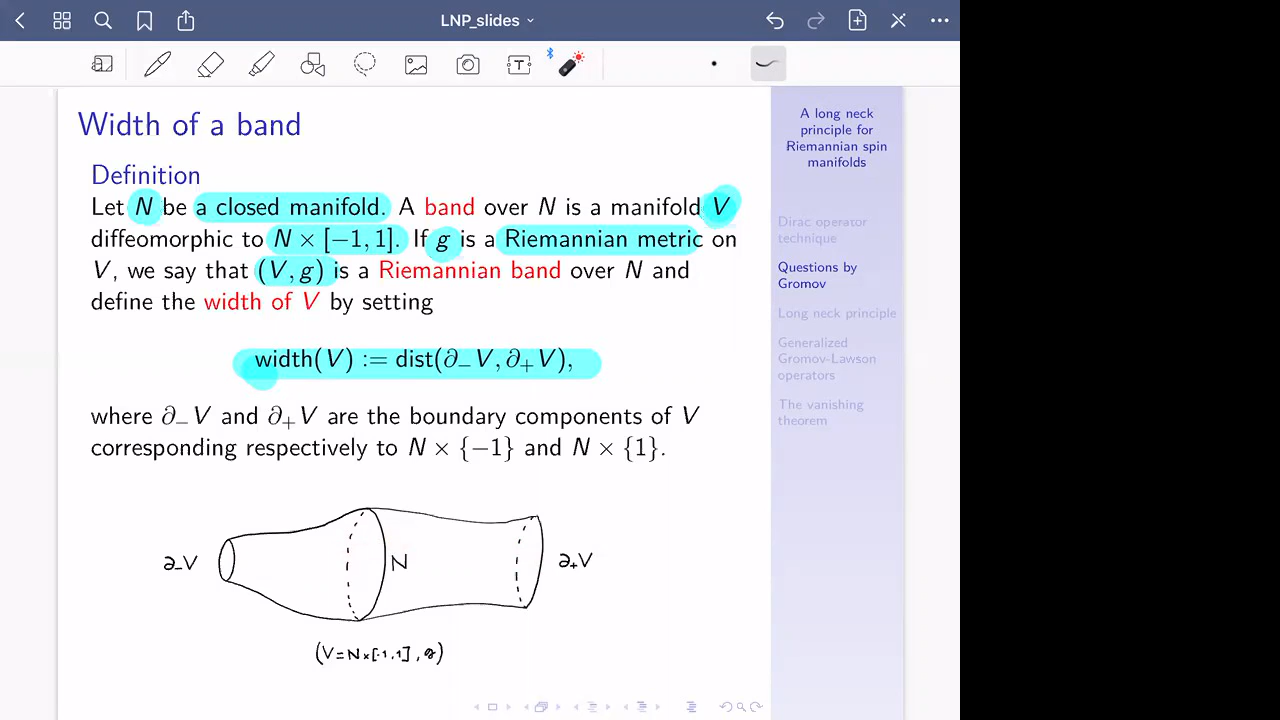 LNP_slides
Width of a band
Definition
Let N be a closed manifold. A band over N is a manifold V
diffeomorphic to N × [−1, 1]. If g is a Riemannian metric on
V, we say that (V, g) is a Riemannian band over N and
define the width of V by setting
width(V) := dist(∂₋V, ∂₊V),
where ∂₋V and ∂₊V are the boundary components of V
corresponding respectively to N × {−1} and N × {1}.
∂₋V
N
∂₊V
(V=N×[-1,1], g)
A long neck
principle for
Riemannian spin
manifolds
Dirac operator
technique
Questions by
Gromov
Long neck principle
Generalized
Gromov-Lawson
operators
The vanishing
theorem